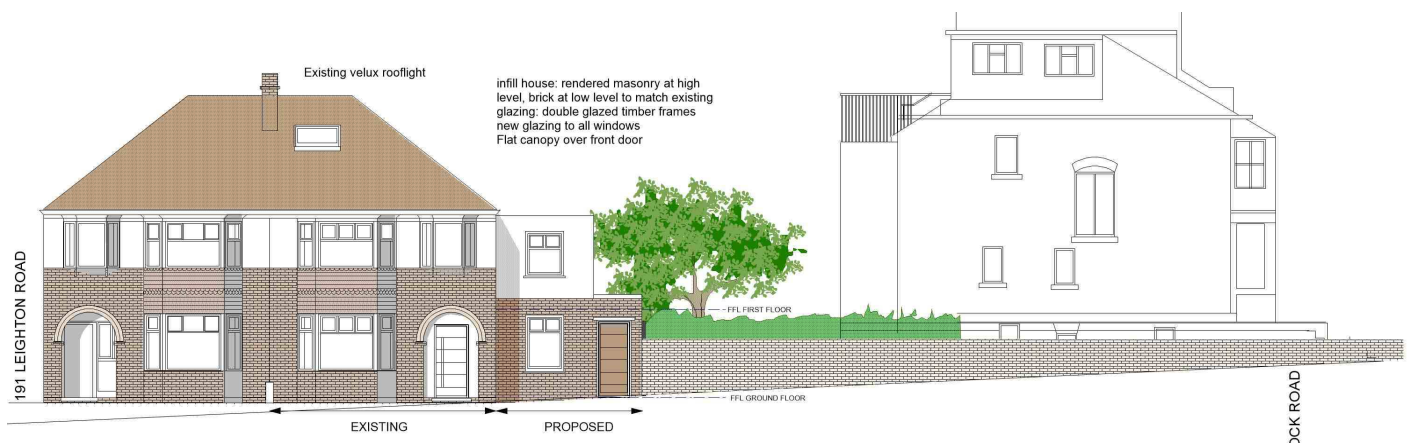 Existing velux rooflight
infill house: rendered masonry at high
level, brick at low level to match existing
glazing: double glazed timber frames
new glazing to all windows
Flat canopy over front door
191 LEIGHTON ROAD
FFL FIRST FLOOR
FFL GROUND FLOOR
EXISTING
PROPOSED
OCK ROAD